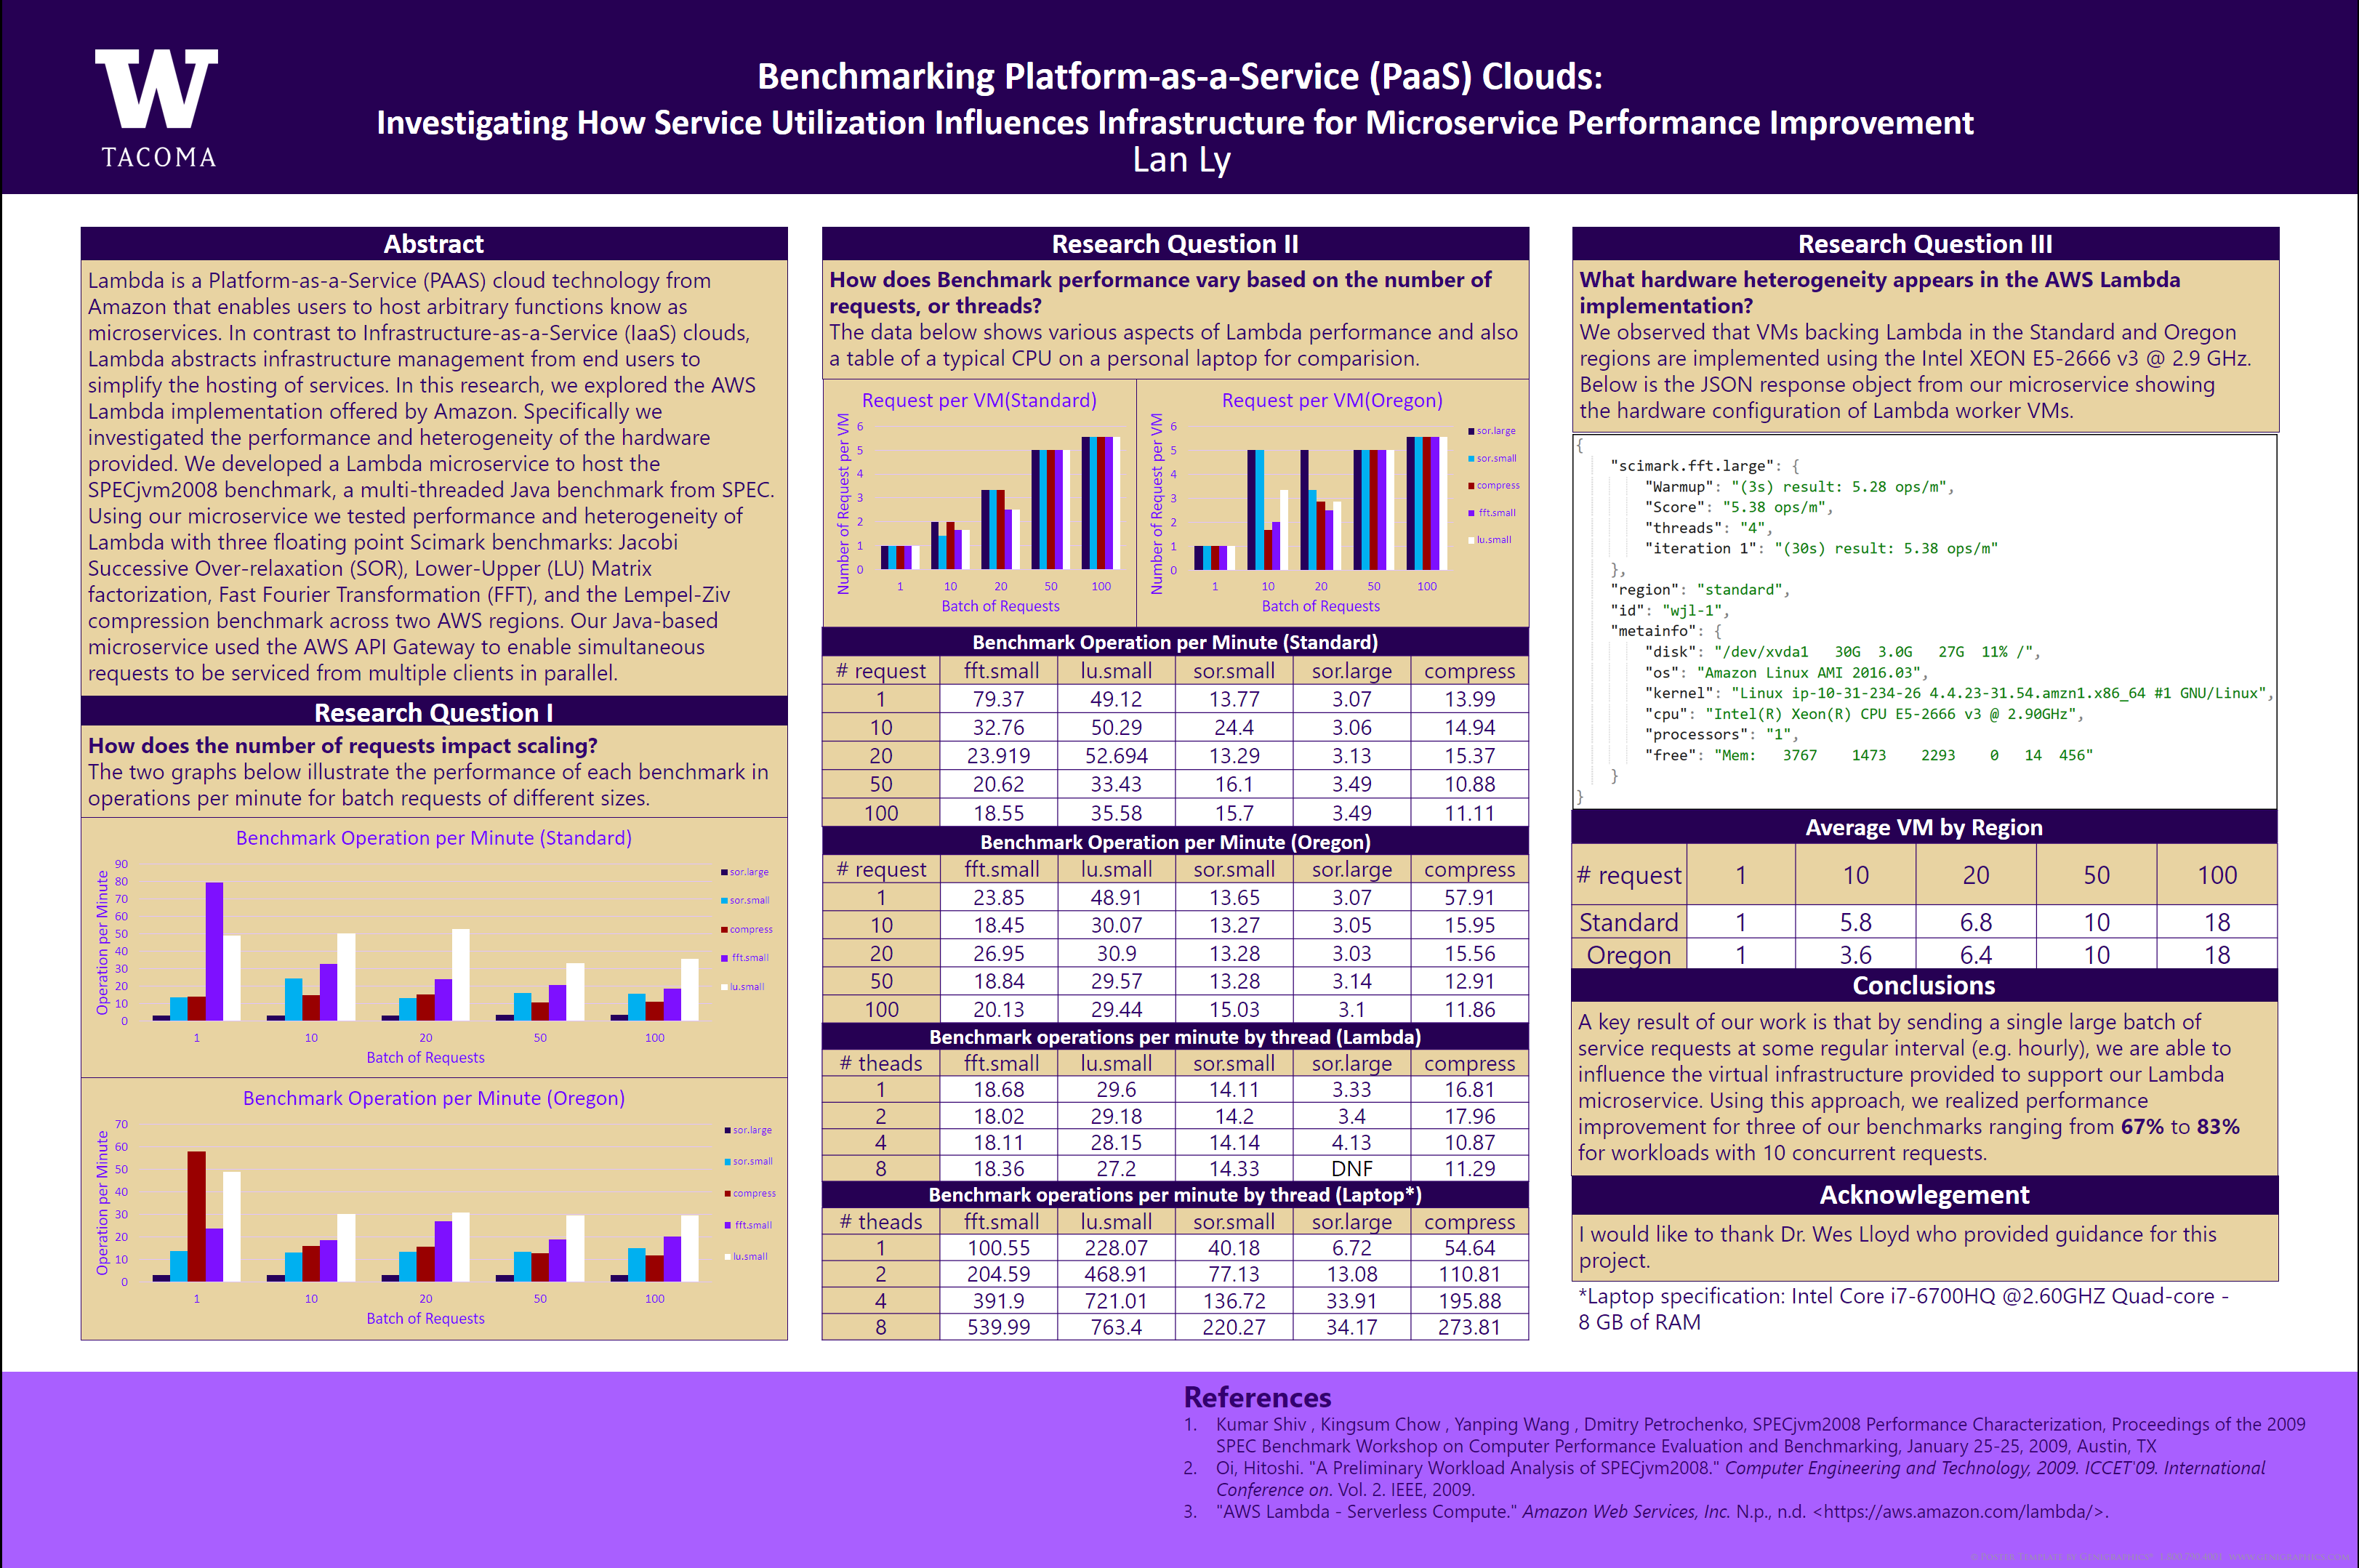 W
TACOMA
Benchmarking Platform-as-a-Service (PaaS) Clouds:
Investigating How Service Utilization Influences Infrastructure for Microservice Performance Improvement
Lan Ly
Abstract
Lambda is a Platform-as-a-Service (PAAS) cloud technology from
Amazon that enables users to host arbitrary functions know as
microservices. In contrast to Infrastructure-as-a-Service (IaaS) clouds,
Lambda abstracts infrastructure management from end users to
simplify the hosting of services. In this research, we explored the AWS
Lambda implementation offered by Amazon. Specifically we
investigated the performance and heterogeneity of the hardware
provided. We developed a Lambda microservice to host the
SPECjvm2008 benchmark, a multi-threaded Java benchmark from SPEC.
Using our microservice we tested performance and heterogeneity of
Lambda with three floating point Scimark benchmarks: Jacobi
Successive Over-relaxation (SOR), Lower-Upper (LU) Matrix
factorization, Fast Fourier Transformation (FFT), and the Lempel-Ziv
compression benchmark across two AWS regions. Our Java-based
microservice used the AWS API Gateway to enable simultaneous
requests to be serviced from multiple clients in parallel.
Research Question I
How does the number of requests impact scaling?
The two graphs below illustrate the performance of each benchmark in
operations per minute for batch requests of different sizes.
Benchmark Operation per Minute (Standard)
Operation per Minute
90
80
70
60
50
40
30
20
10
0
1 10 20 50 100
Batch of Requests
sor.large
sor.small
compress
fft.small
lu.small
Benchmark Operation per Minute (Oregon)
Operation per Minute
70
60
50
40
30
20
10
0
1 10 20 50 100
Batch of Requests
sor.large
sor.small
compress
fft.small
lu.small
Research Question II
How does Benchmark performance vary based on the number of
requests, or threads?
The data below shows various aspects of Lambda performance and also
a table of a typical CPU on a personal laptop for comparision.
Request per VM(Standard)
Number of Request per VM
6
5
4
3
2
1
0
1 10 20 50 100
Batch of Requests
Request per VM(Oregon)
Number of Request per VM
6
5
4
3
2
1
0
1 10 20 50 100
Batch of Requests
sor.large
sor.small
compress
fft.small
lu.small
Benchmark Operation per Minute (Standard)
# request fft.small lu.small sor.small sor.large compress
1 79.37 49.12 13.77 3.07 13.99
10 32.76 50.29 24.4 3.06 14.94
20 23.919 52.694 13.29 3.13 15.37
50 20.62 33.43 16.1 3.49 10.88
100 18.55 35.58 15.7 3.49 11.11
Benchmark Operation per Minute (Oregon)
# request fft.small lu.small sor.small sor.large compress
1 23.85 48.91 13.65 3.07 57.91
10 18.45 30.07 13.27 3.05 15.95
20 26.95 30.9 13.28 3.03 15.56
50 18.84 29.57 13.28 3.14 12.91
100 20.13 29.44 15.03 3.1 11.86
Benchmark operations per minute by thread (Lambda)
# theads fft.small lu.small sor.small sor.large compress
1 18.68 29.6 14.11 3.33 16.81
2 18.02 29.18 14.2 3.4 17.96
4 18.11 28.15 14.14 4.13 10.87
8 18.36 27.2 14.33 DNF 11.29
Benchmark operations per minute by thread (Laptop*)
# theads fft.small lu.small sor.small sor.large compress
1 100.55 228.07 40.18 6.72 54.64
2 204.59 468.91 77.13 13.08 110.81
4 391.9 721.01 136.72 33.91 195.88
8 539.99 763.4 220.27 34.17 273.81
Research Question III
What hardware heterogeneity appears in the AWS Lambda
implementation?
We observed that VMs backing Lambda in the Standard and Oregon
regions are implemented using the Intel XEON E5-2666 v3 @ 2.9 GHz.
Below is the JSON response object from our microservice showing
the hardware configuration of Lambda worker VMs.
{
"scimark.fft.large": {
"Warmup": "(3s) result: 5.28 ops/m",
"Score": "5.38 ops/m",
"threads": "4",
"iteration 1": "(30s) result: 5.38 ops/m"
},
"region": "standard",
"id": "wjl-1",
"metainfo": {
"disk": "/dev/xvda1 30G 3.0G 27G 11% /",
"os": "Amazon Linux AMI 2016.03",
"kernel": "Linux ip-10-31-234-26 4.4.23-31.54.amzn1.x86_64 #1 GNU/Linux",
"cpu": "Intel(R) Xeon(R) CPU E5-2666 v3 @ 2.90GHz",
"processors": "1",
"free": "Mem: 3767 1473 2293 0 14 456"
}
}
Average VM by Region
# request 1 10 20 50 100
Standard 1 5.8 6.8 10 18
Oregon 1 3.6 6.4 10 18
Conclusions
A key result of our work is that by sending a single large batch of
service requests at some regular interval (e.g. hourly), we are able to
influence the virtual infrastructure provided to support our Lambda
microservice. Using this approach, we realized performance
improvement for three of our benchmarks ranging from 67% to 83%
for workloads with 10 concurrent requests.
Acknowlegement
I would like to thank Dr. Wes Lloyd who provided guidance for this
project.
*Laptop specification: Intel Core i7-6700HQ @2.60GHZ Quad-core -
8 GB of RAM
References
1. Kumar Shiv , Kingsum Chow , Yanping Wang , Dmitry Petrochenko, SPECjvm2008 Performance Characterization, Proceedings of the 2009
SPEC Benchmark Workshop on Computer Performance Evaluation and Benchmarking, January 25-25, 2009, Austin, TX
2. Oi, Hitoshi. "A Preliminary Workload Analysis of SPECjvm2008." Computer Engineering and Technology, 2009. ICCET'09. International
Conference on. Vol. 2. IEEE, 2009.
3. "AWS Lambda - Serverless Compute." Amazon Web Services, Inc. N.p., n.d. <https://aws.amazon.com/lambda/>.
© POSTER TEMPLATE BY GENIGRAPHICS® 1.800.790.4001 WWW.GENIGRAPHICS.COM